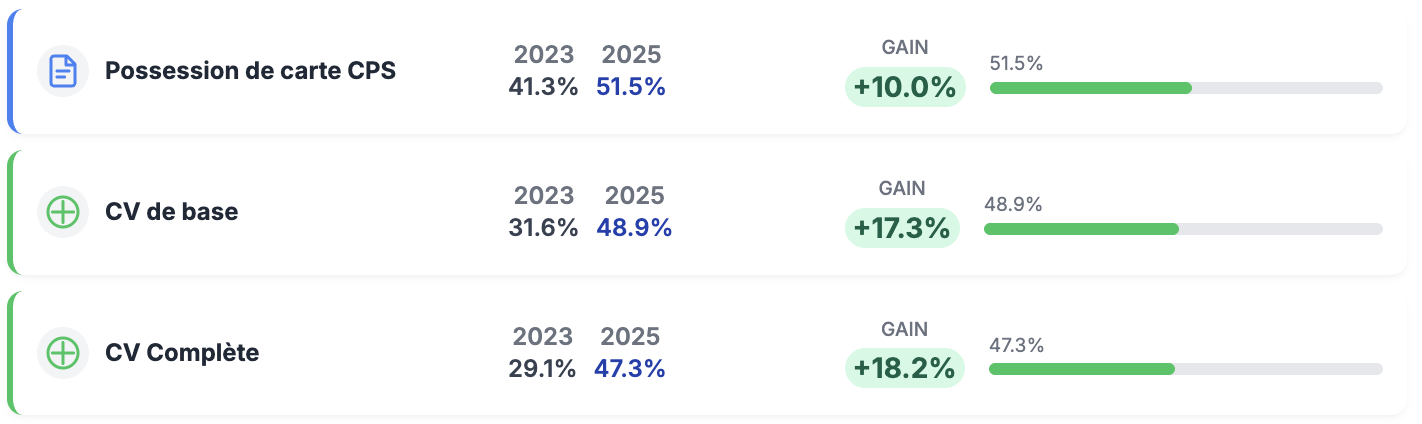 Possession de carte CPS
2023 2025
41.3% 51.5%
GAIN
+10.0%
51.5%
CV de base
2023 2025
31.6% 48.9%
GAIN
+17.3%
48.9%
CV Complète
2023 2025
29.1% 47.3%
GAIN
+18.2%
47.3%